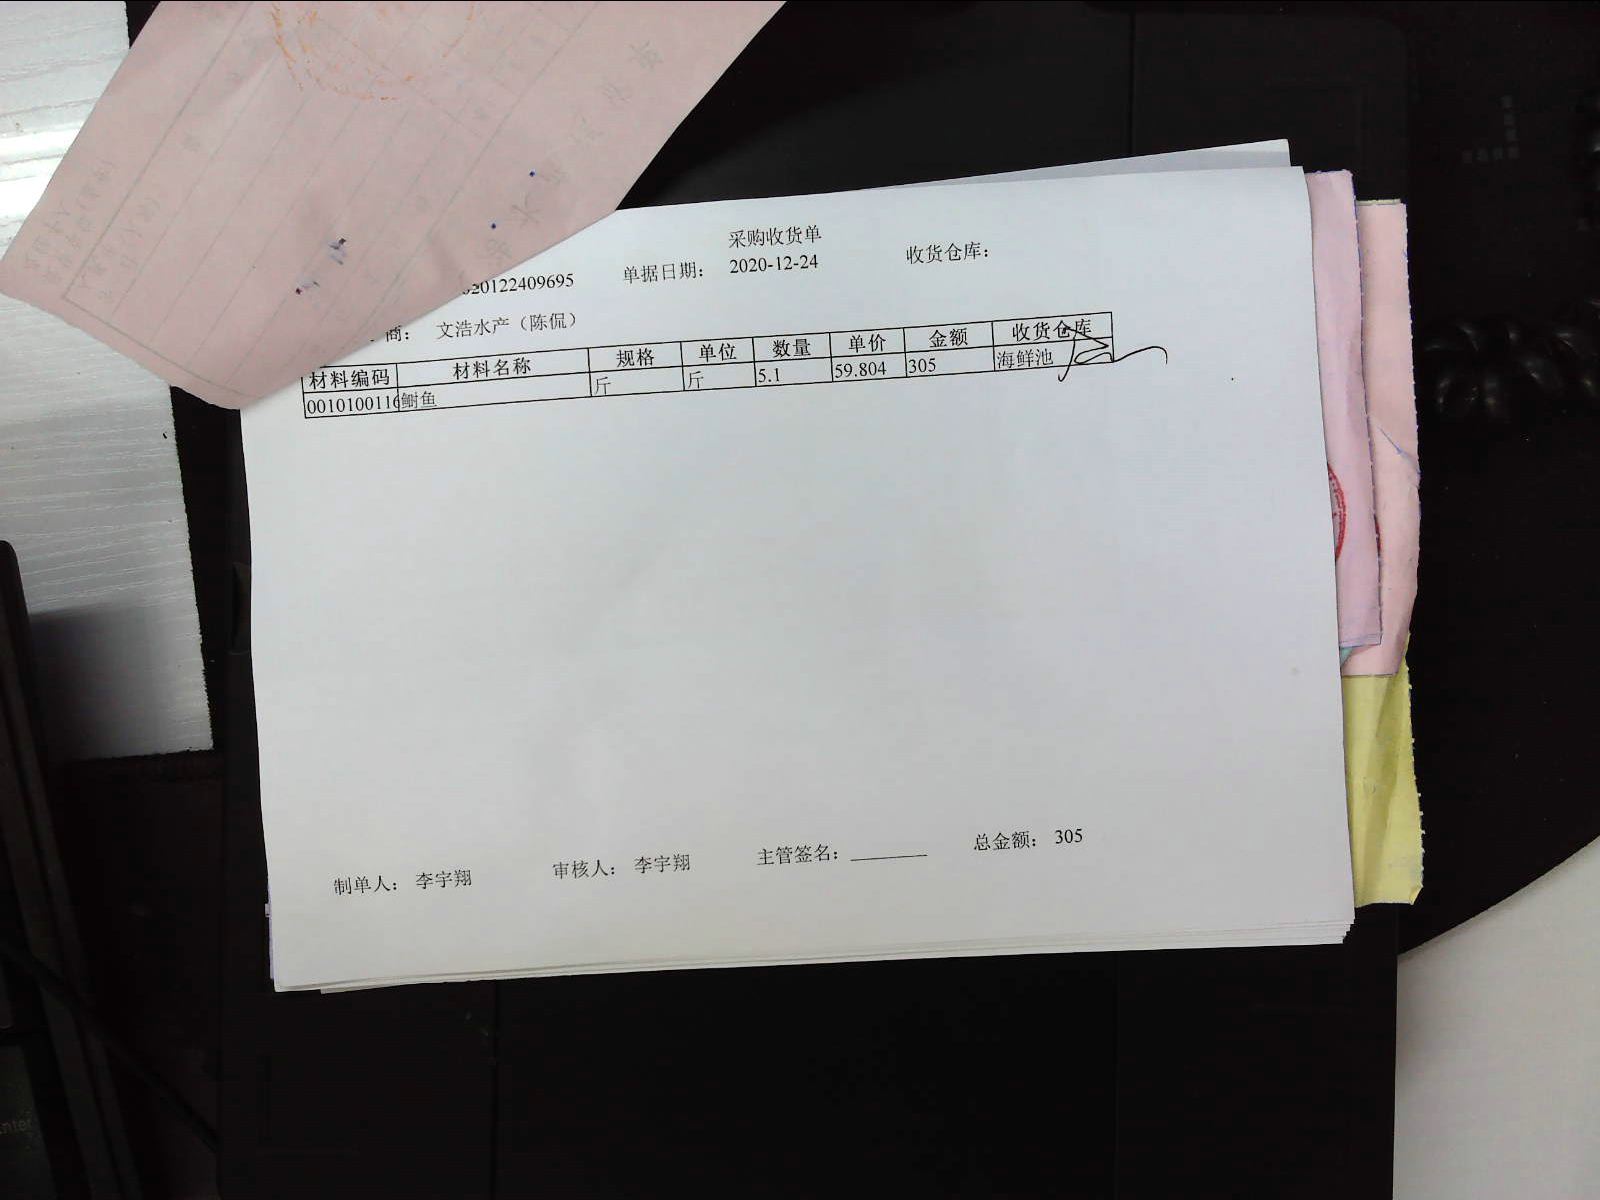 采购收货单
20122409695 单据日期: 2020-12-24 收货仓库:
商: 文浩水产（陈侃）
材料编码 材料名称 规格 单位 数量 单价 金额 收货仓库
0010100116 鲥鱼 斤 斤 5.1 59.804 305 海鲜池
制单人: 李宇翔 审核人: 李宇翔 主管签名: 总金额: 305